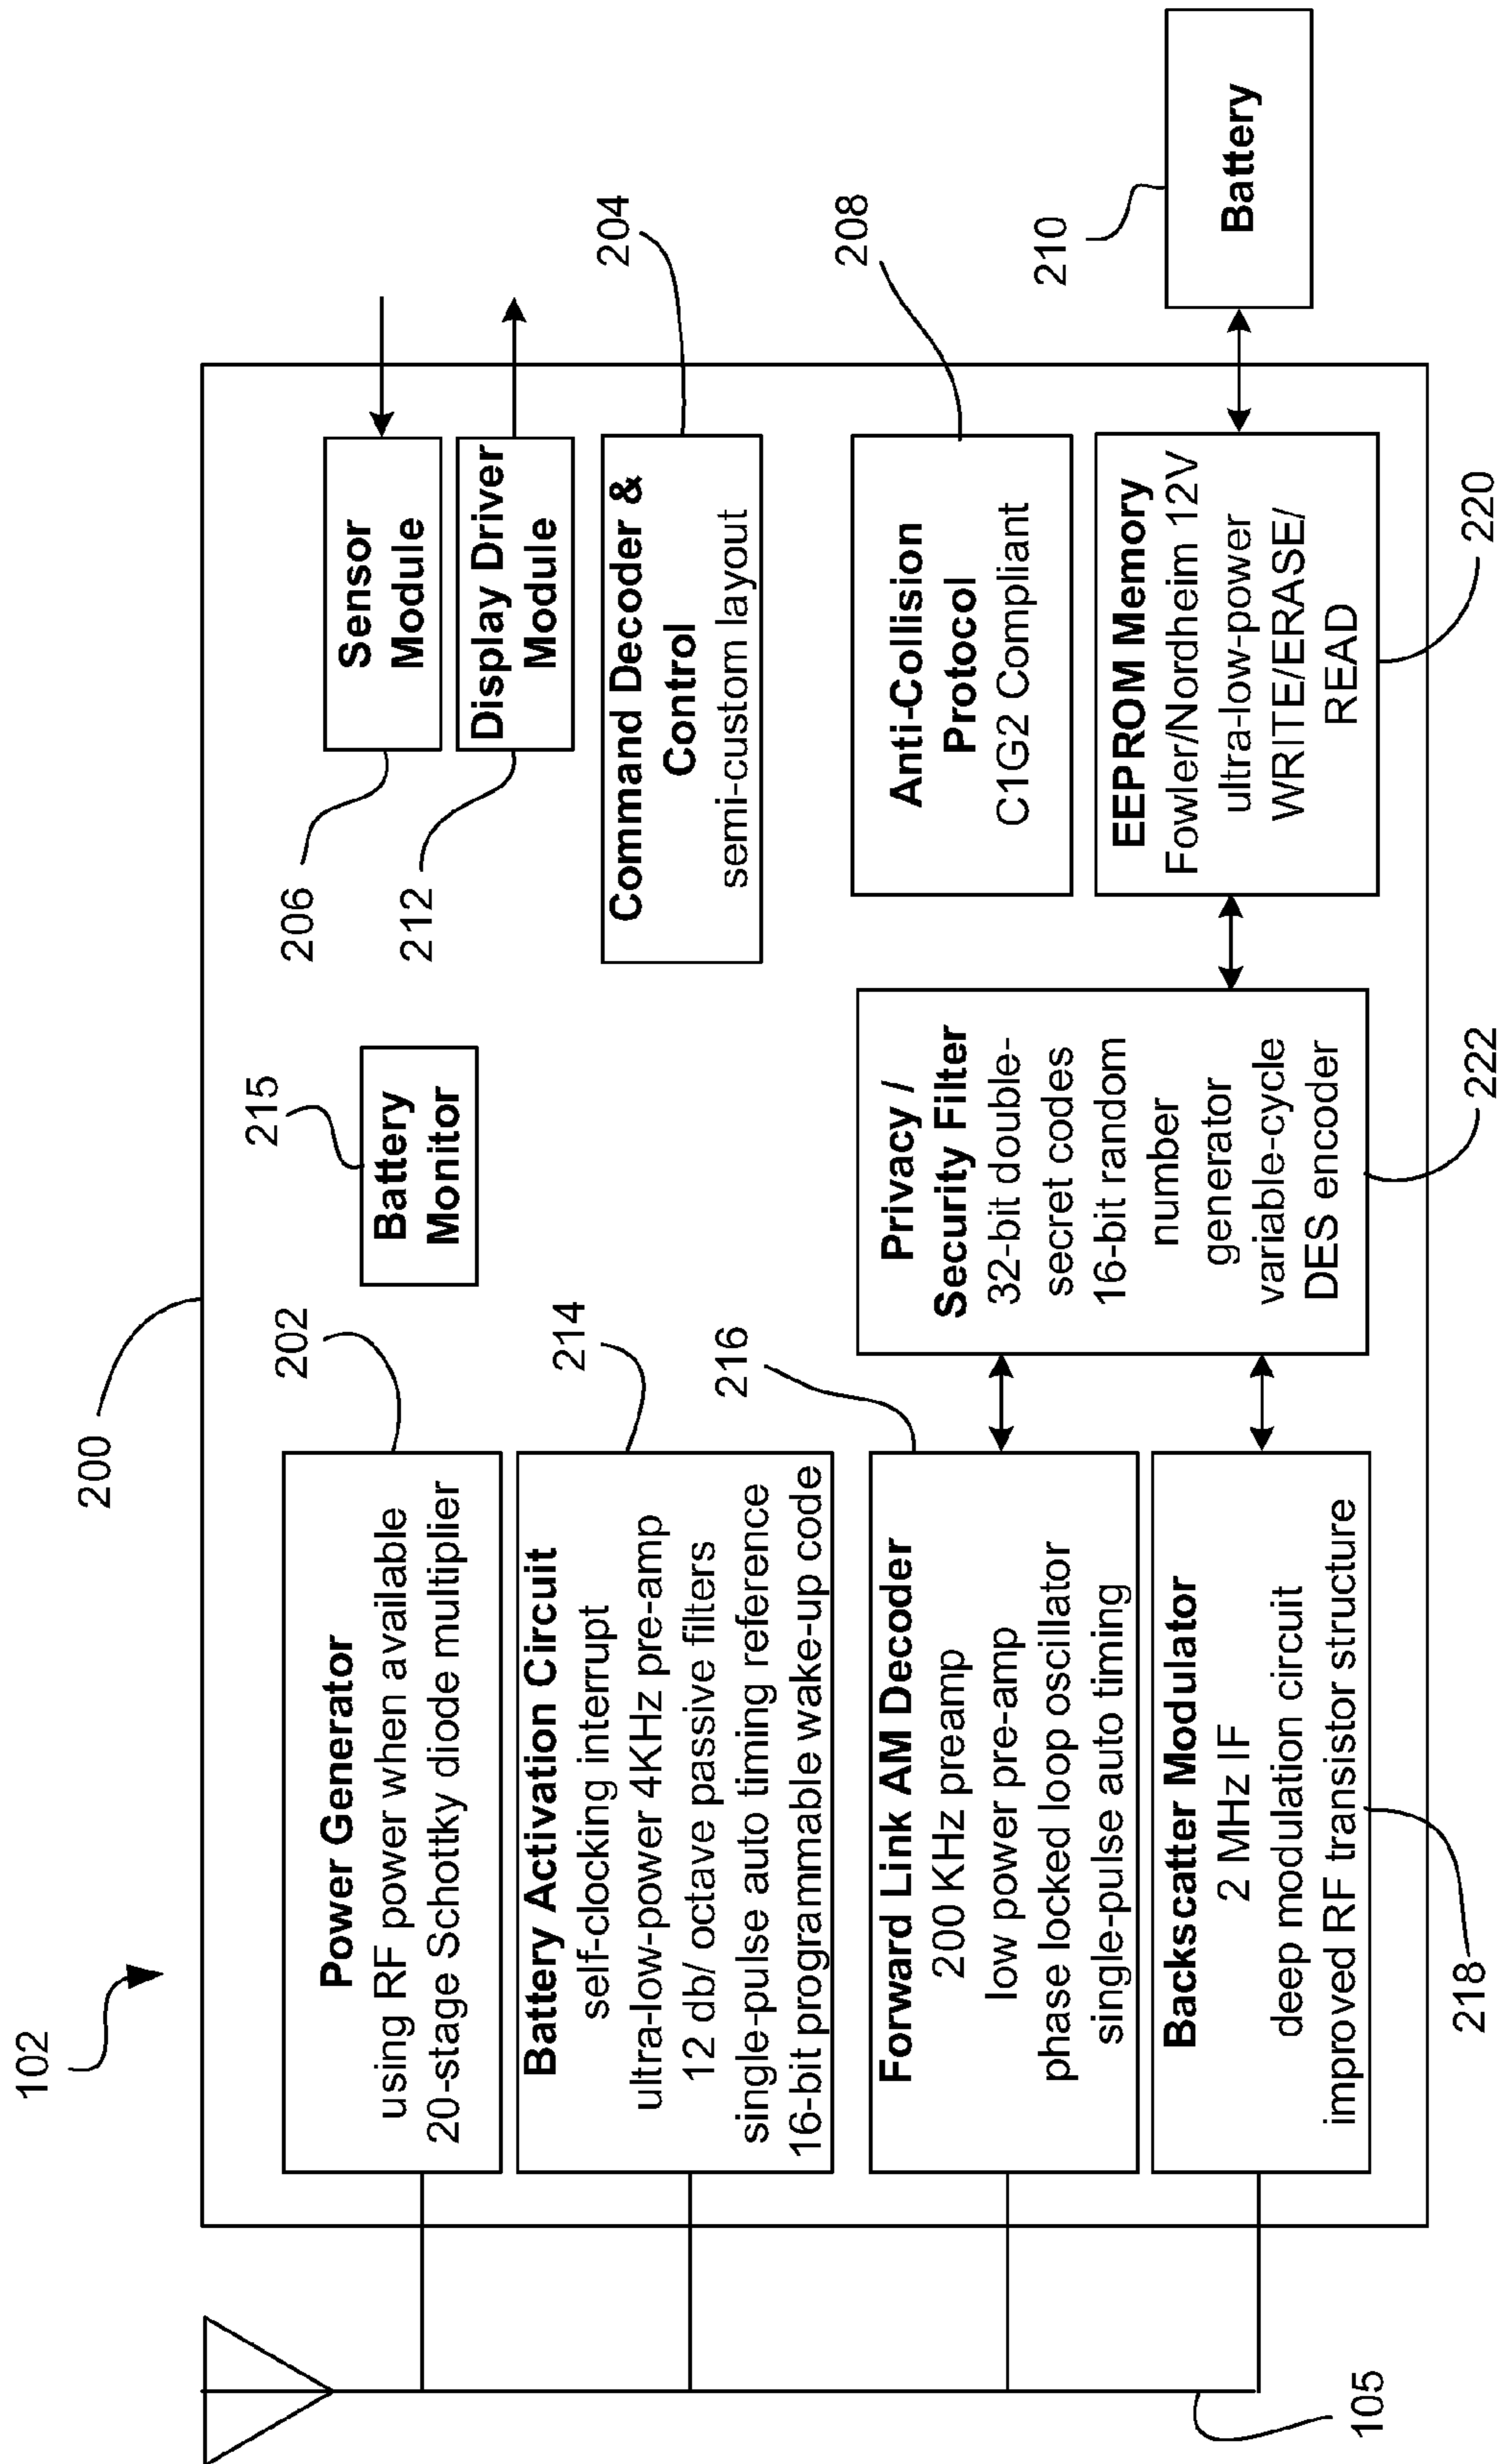 102
200
105
Power Generator
using RF power when available
20-stage Schottky diode multiplier
202
Battery Activation Circuit
self-clocking interrupt
ultra-low-power 4KHz pre-amp
12 db/ octave passive filters
single-pulse auto timing reference
16-bit programmable wake-up code
214
Forward Link AM Decoder
200 KHz preamp
low power pre-amp
phase locked loop oscillator
single-pulse auto timing
216
Backscatter Modulator
2 MHz IF
deep modulation circuit
improved RF transistor structure
218
215
Battery
Monitor
Privacy /
Security Filter
32-bit double-
secret codes
16-bit random
number
generator
variable-cycle
DES encoder
222
206
Sensor
Module
212
Display Driver
Module
Command Decoder &
Control
semi-custom layout
204
Anti-Collision
Protocol
C1G2 Compliant
208
EEPROM Memory
Fowler/Nordheim 12V
ultra-low-power
WRITE/ERASE/
READ
220
210
Battery